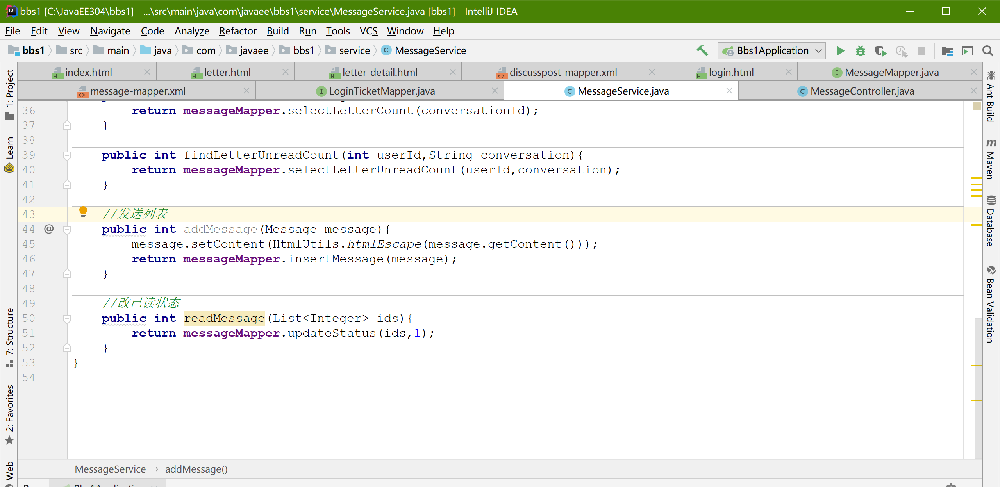 bbs1 [C:\JavaEE304\bbs1] - ...\src\main\java\com\javaee\bbs1\service\MessageService.java [bbs1] - IntelliJ IDEA
File Edit View Navigate Code Analyze Refactor Build Run Tools VCS Window Help
bbs1 src main java com javaee bbs1 service MessageService Bbs1Application
index.html letter.html letter-detail.html discusspost-mapper.xml login.html MessageMapper.java
message-mapper.xml LoginTicketMapper.java MessageService.java MessageController.java
1: Project
Learn
7: Structure
2: Favorites
Web
36 return messageMapper.selectLetterCount(conversationId);
37 }
38
39 public int findLetterUnreadCount(int userId,String conversation){
40 return messageMapper.selectLetterUnreadCount(userId,conversation);
41 }
42
43 //发送列表
44 @ public int addMessage(Message message){
45 message.setContent(HtmlUtils.htmlEscape(message.getContent()));
46 return messageMapper.insertMessage(message);
47 }
48
49 //改已读状态
50 public int readMessage(List<Integer> ids){
51 return messageMapper.updateStatus(ids,1);
52 }
53 }
54
Ant Build
Maven
Database
Bean Validation
MessageService › addMessage()
Bbs1Application